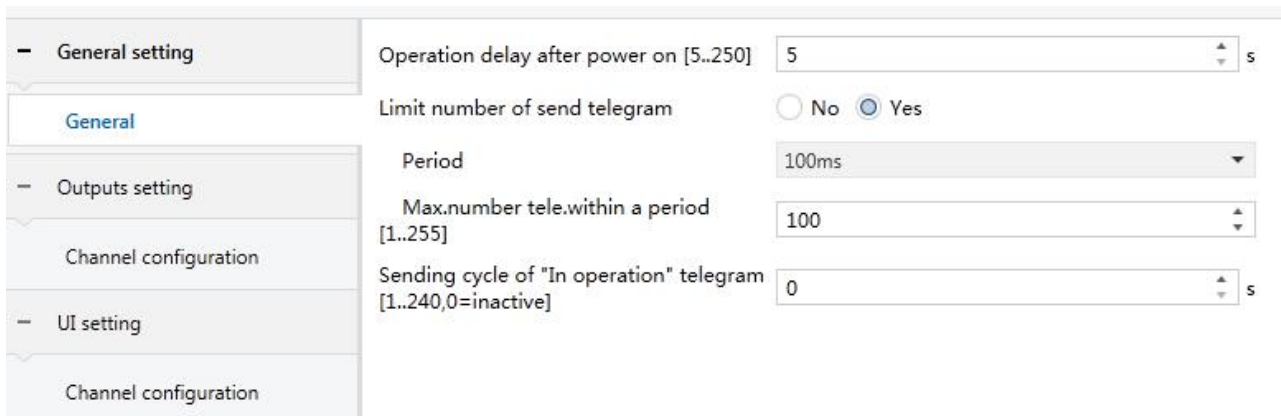 General setting
General
Outputs setting
Channel configuration
UI setting
Channel configuration
Operation delay after power on [5..250]
5
s
Limit number of send telegram
No
Yes
Period
100ms
Max.number tele.within a period
[1..255]
100
Sending cycle of "In operation" telegram
[1..240,0=inactive]
0
s